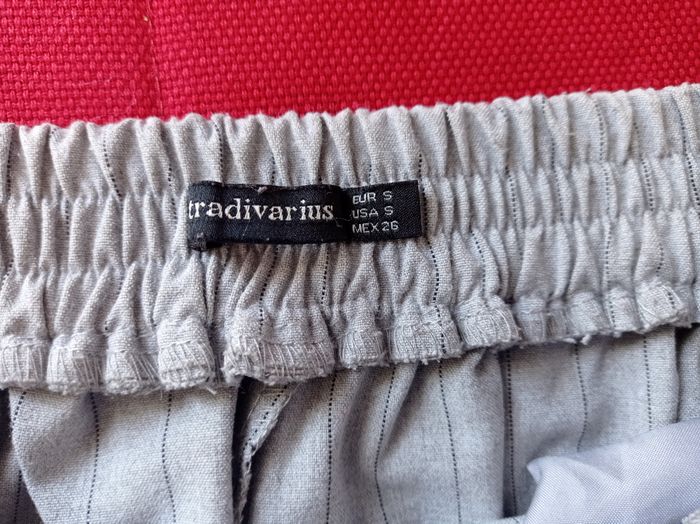 tradivarius
EUR S
USA S
MEX 26